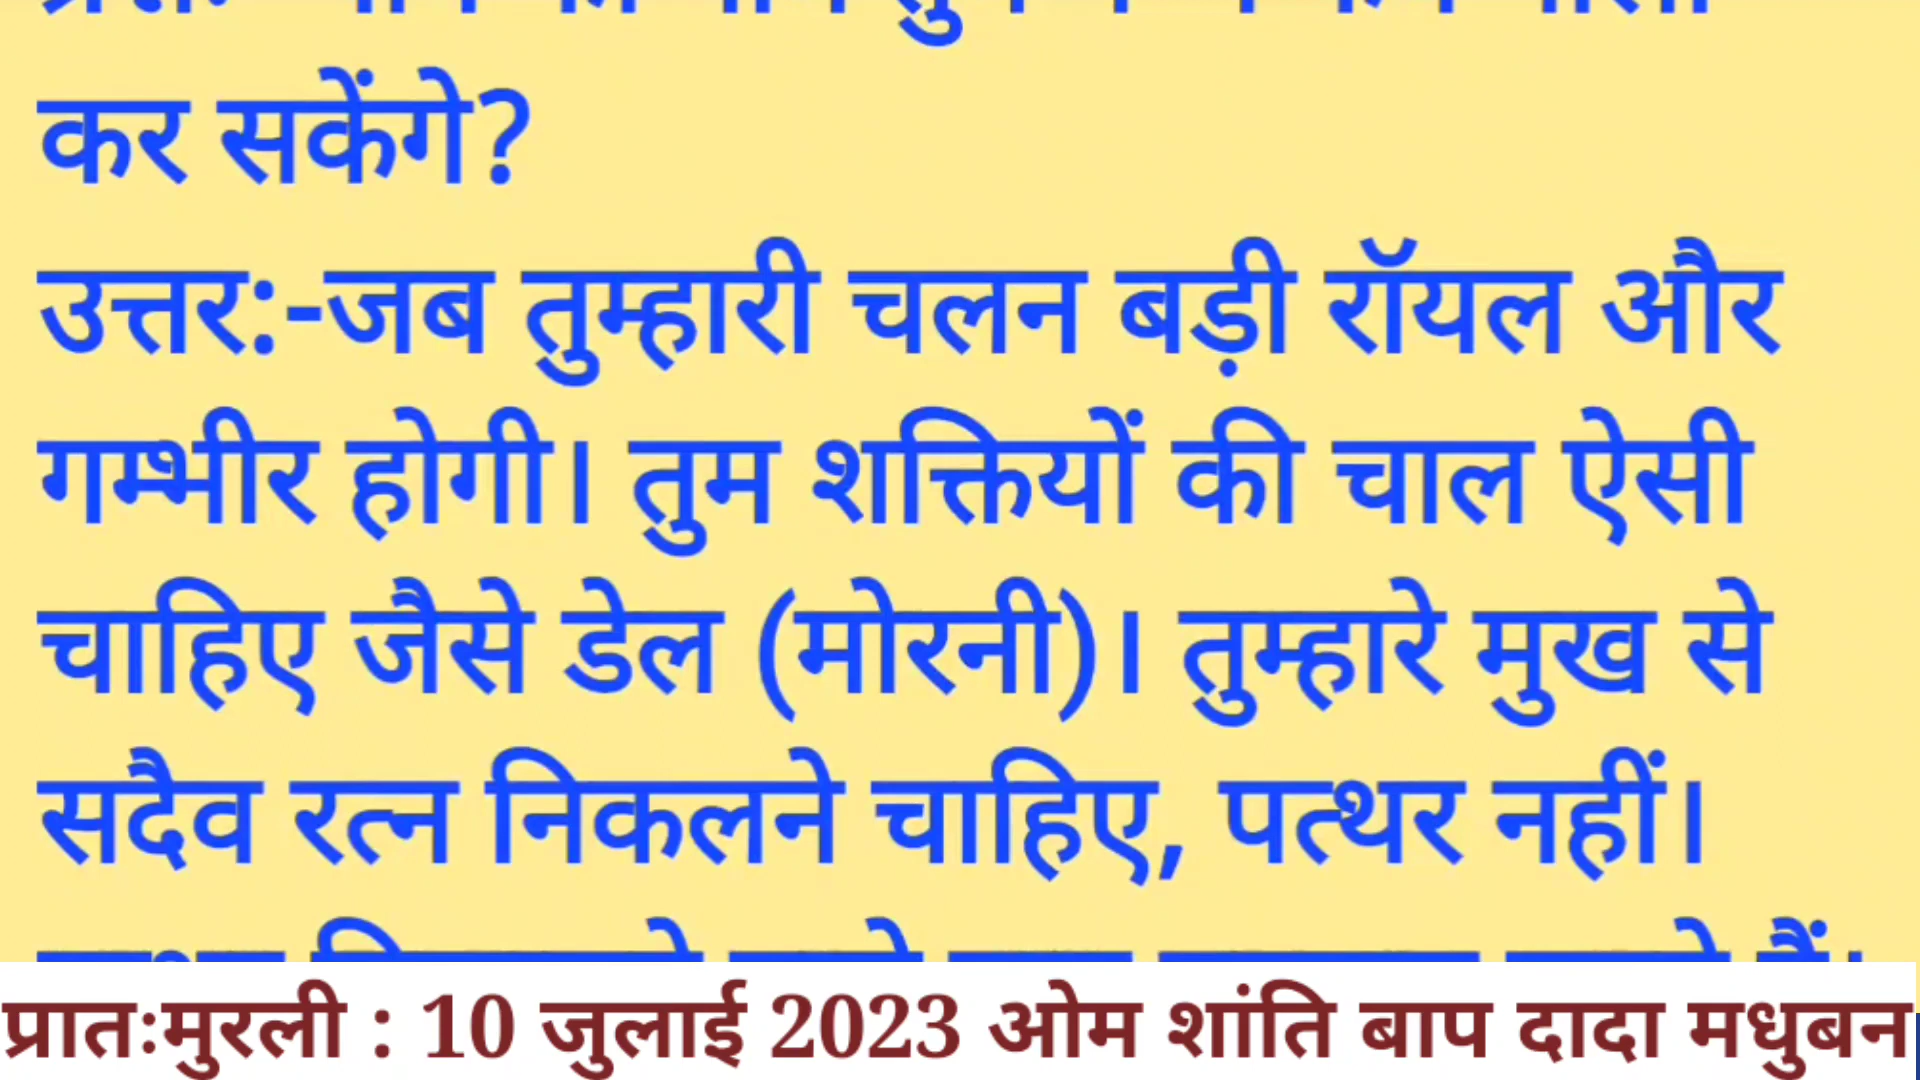 कर सकेंगे?
उत्तर:-जब तुम्हारी चलन बड़ी रॉयल और
गम्भीर होगी। तुम शक्तियों की चाल ऐसी
चाहिए जैसे डेल (मोरनी)। तुम्हारे मुख से
सदैव रत्न निकलने चाहिए, पत्थर नहीं।
प्रातःमुरली : 10 जुलाई 2023 ओम शांति बाप दादा मधुबन